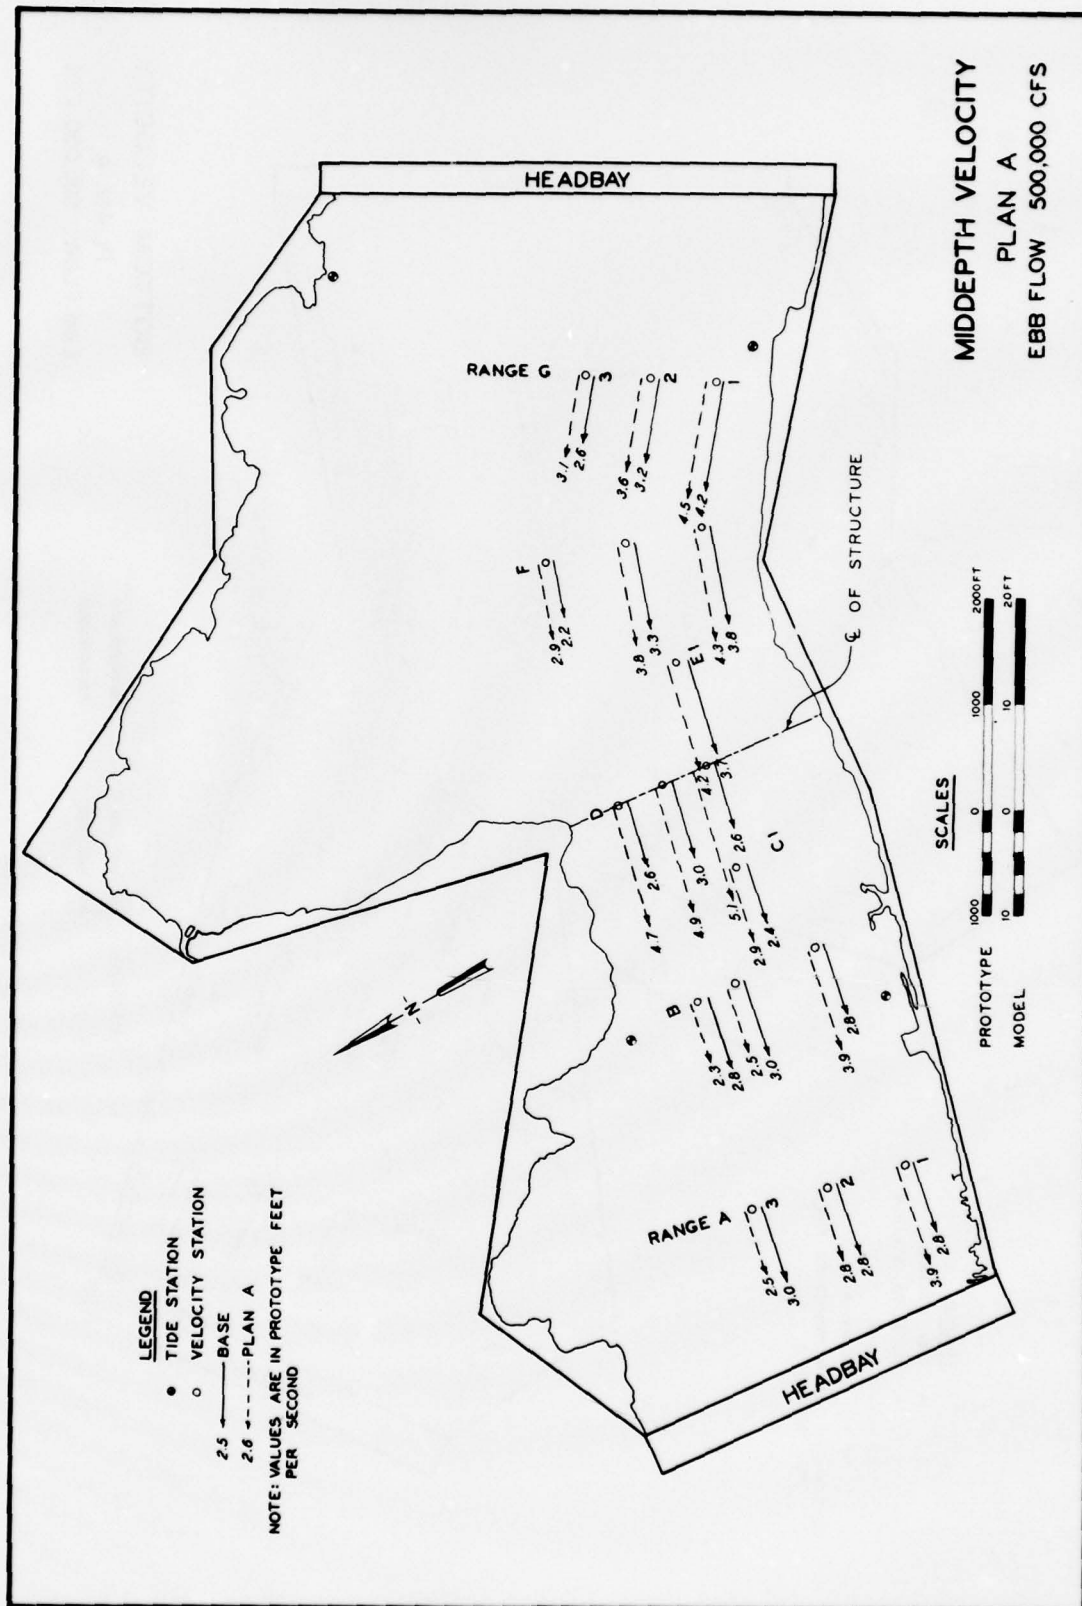 MIDDEPTH VELOCITY
PLAN A
EBB FLOW 500,000 CFS
HEADBAY
RANGE G
3
3.1
2.6
2
3.6
3.2
1
4.5
4.2
F
2.9
2.2
3.8
3.3
4.3
3.8
E1
4.2
3.7
℄ OF STRUCTURE
D
4.7
2.6
4.9
3.0
5.1
2.6
C1
2.9
2.4
B
2.3
2.8
2.5
3.0
3.9
2.8
RANGE A
3
2.5
3.0
2
2.8
2.8
1
3.9
2.8
HEADBAY
-N-
SCALES
PROTOTYPE 1000 0 1000 2000 FT
MODEL 10 0 10 20 FT
LEGEND
TIDE STATION
VELOCITY STATION
2.5 BASE
2.6 PLAN A
NOTE: VALUES ARE IN PROTOTYPE FEET
PER SECOND